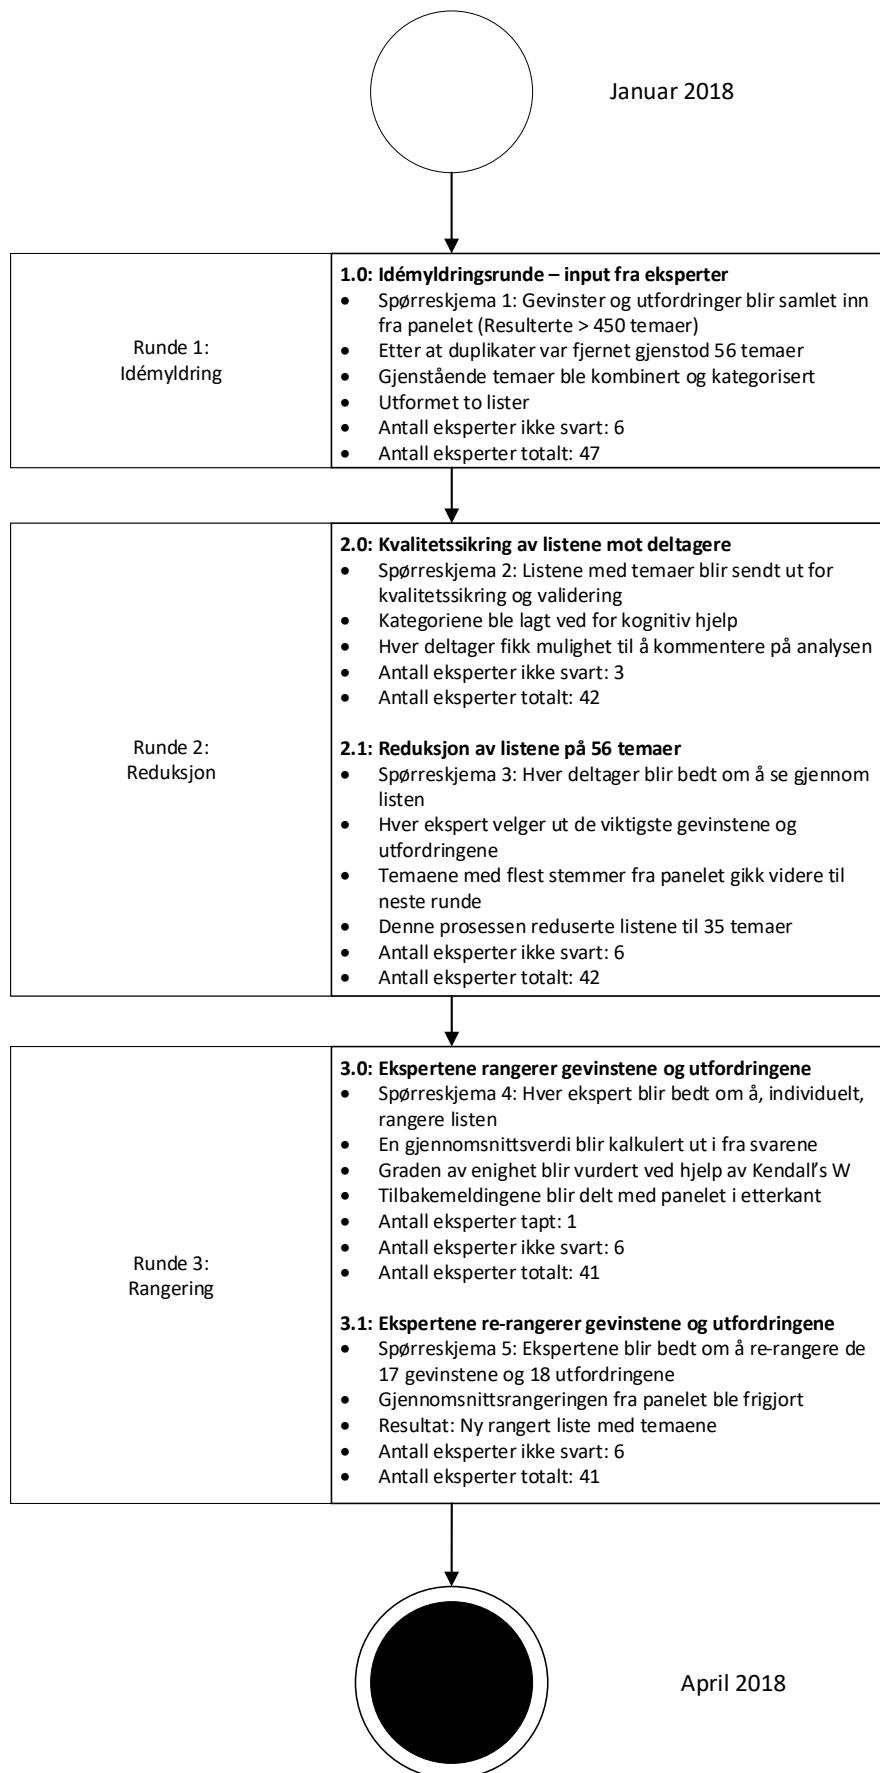 Januar 2018
Runde 1:
Idémyldring
1.0: Idémyldringsrunde – input fra eksperter
• Spørreskjema 1: Gevinster og utfordringer blir samlet inn
fra panelet (Resulterte > 450 temaer)
• Etter at duplikater var fjernet gjenstod 56 temaer
• Gjenstående temaer ble kombinert og kategorisert
• Utformet to lister
• Antall eksperter ikke svart: 6
• Antall eksperter totalt: 47
Runde 2:
Reduksjon
2.0: Kvalitetssikring av listene mot deltagere
• Spørreskjema 2: Listene med temaer blir sendt ut for
kvalitetssikring og validering
• Kategoriene ble lagt ved for kognitiv hjelp
• Hver deltager fikk mulighet til å kommentere på analysen
• Antall eksperter ikke svart: 3
• Antall eksperter totalt: 42
2.1: Reduksjon av listene på 56 temaer
• Spørreskjema 3: Hver deltager blir bedt om å se gjennom
listen
• Hver ekspert velger ut de viktigste gevinstene og
utfordringene
• Temaene med flest stemmer fra panelet gikk videre til
neste runde
• Denne prosessen reduserte listene til 35 temaer
• Antall eksperter ikke svart: 6
• Antall eksperter totalt: 42
Runde 3:
Rangering
3.0: Ekspertene rangerer gevinstene og utfordringene
• Spørreskjema 4: Hver ekspert blir bedt om å, individuelt,
rangere listen
• En gjennomsnittsverdi blir kalkulert ut i fra svarene
• Graden av enighet blir vurdert ved hjelp av Kendall's W
• Tilbakemeldingene blir delt med panelet i etterkant
• Antall eksperter tapt: 1
• Antall eksperter ikke svart: 6
• Antall eksperter totalt: 41
3.1: Ekspertene re-rangerer gevinstene og utfordringene
• Spørreskjema 5: Ekspertene blir bedt om å re-rangere de
17 gevinstene og 18 utfordringene
• Gjennomsnittsrangeringen fra panelet ble frigjort
• Resultat: Ny rangert liste med temaene
• Antall eksperter ikke svart: 6
• Antall eksperter totalt: 41
April 2018